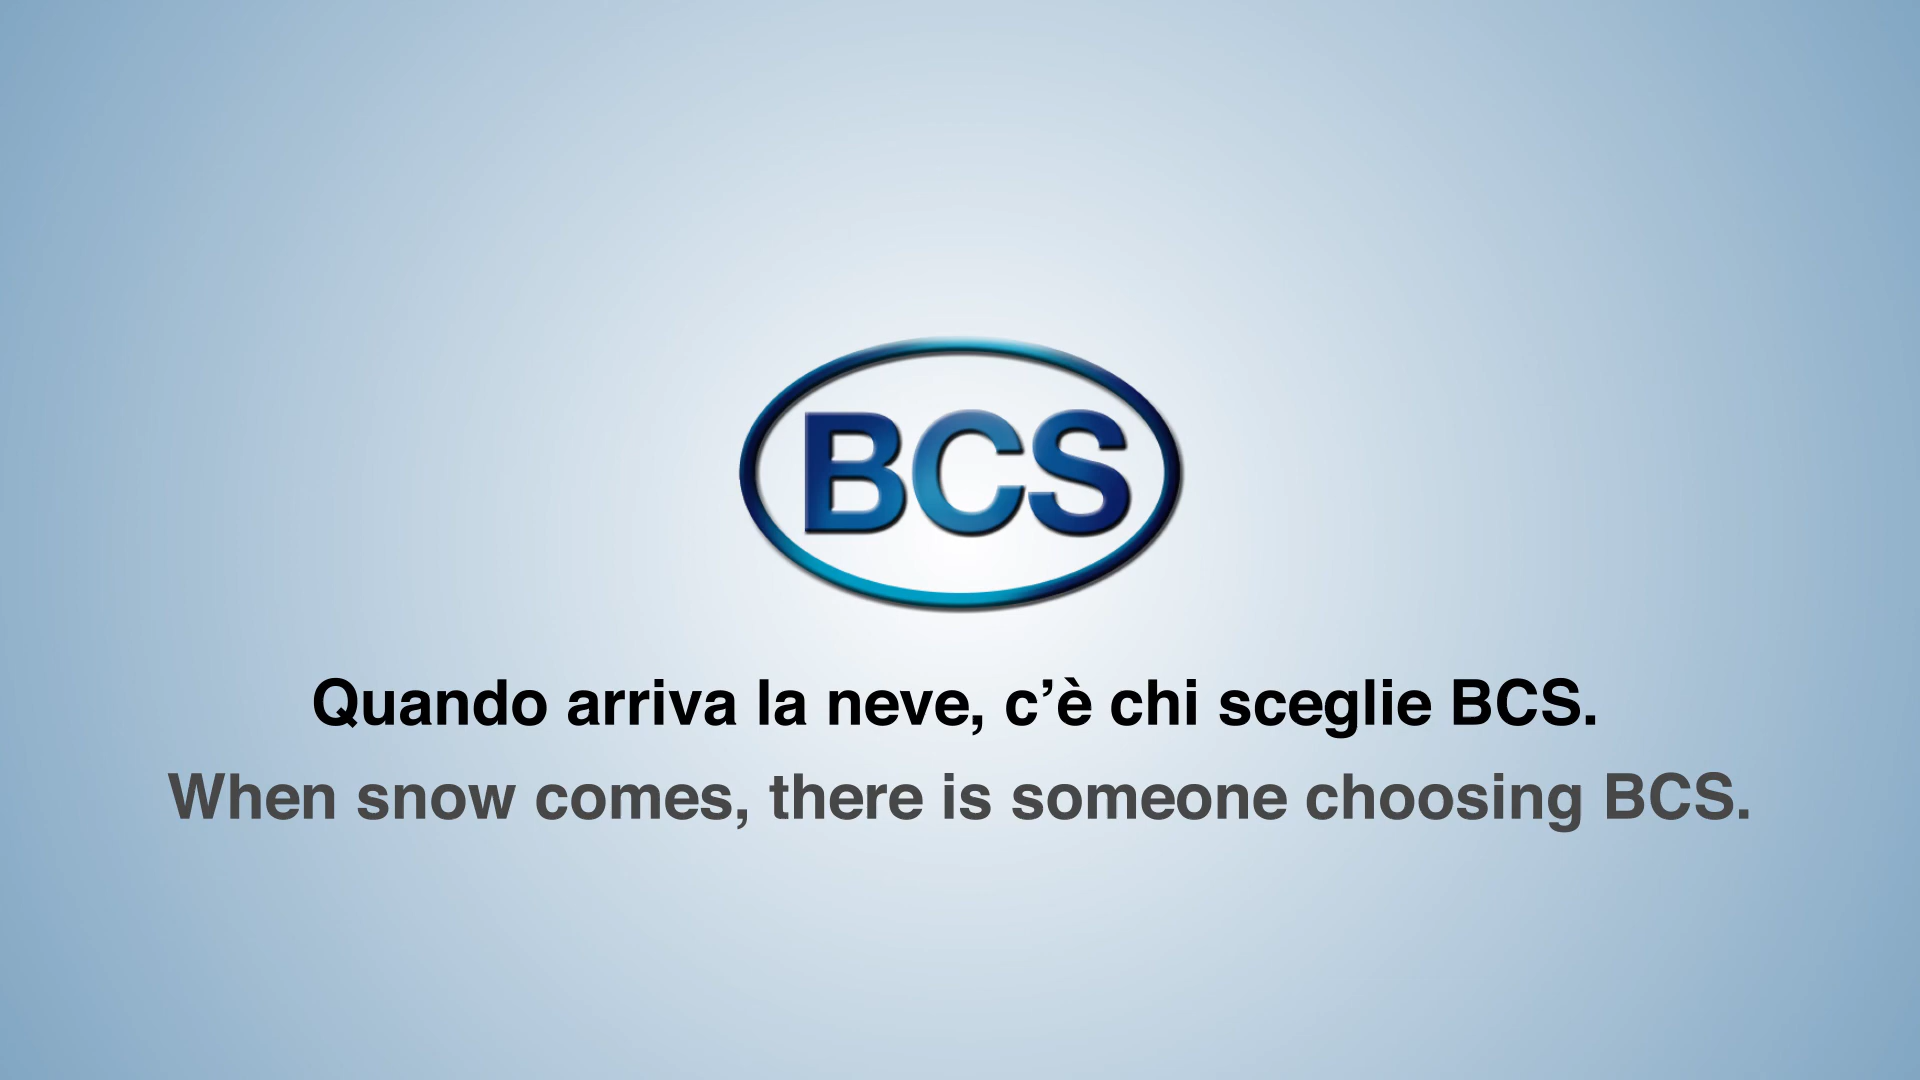 BCS
Quando arriva la neve, c’è chi sceglie BCS.
When snow comes, there is someone choosing BCS.